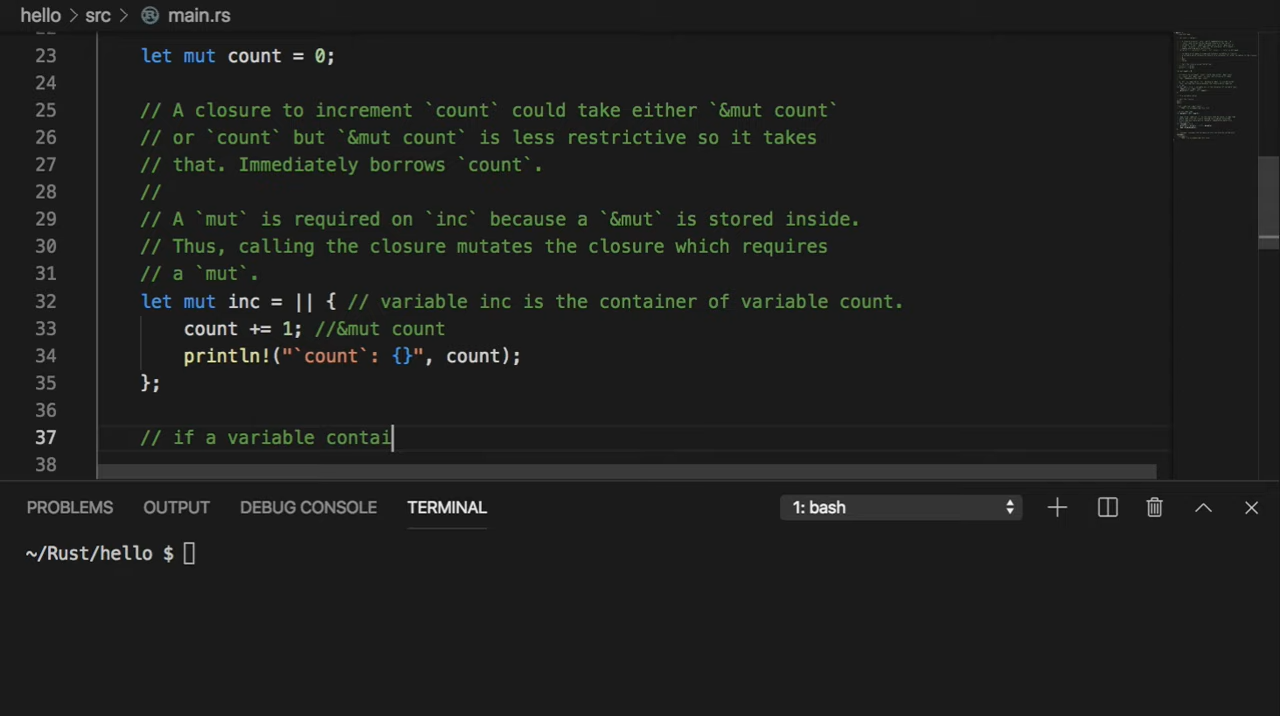 hello > src > main.rs
23 let mut count = 0;
24
25 // A closure to increment `count` could take either `&mut count`
26 // or `count` but `&mut count` is less restrictive so it takes
27 // that. Immediately borrows `count`.
28 //
29 // A `mut` is required on `inc` because a `&mut` is stored inside.
30 // Thus, calling the closure mutates the closure which requires
31 // a `mut`.
32 let mut inc = || { // variable inc is the container of variable count.
33 count += 1; //&mut count
34 println!("`count`: {}", count);
35 };
36
37 // if a variable contai
38
PROBLEMS OUTPUT DEBUG CONSOLE TERMINAL 1: bash
~/Rust/hello $